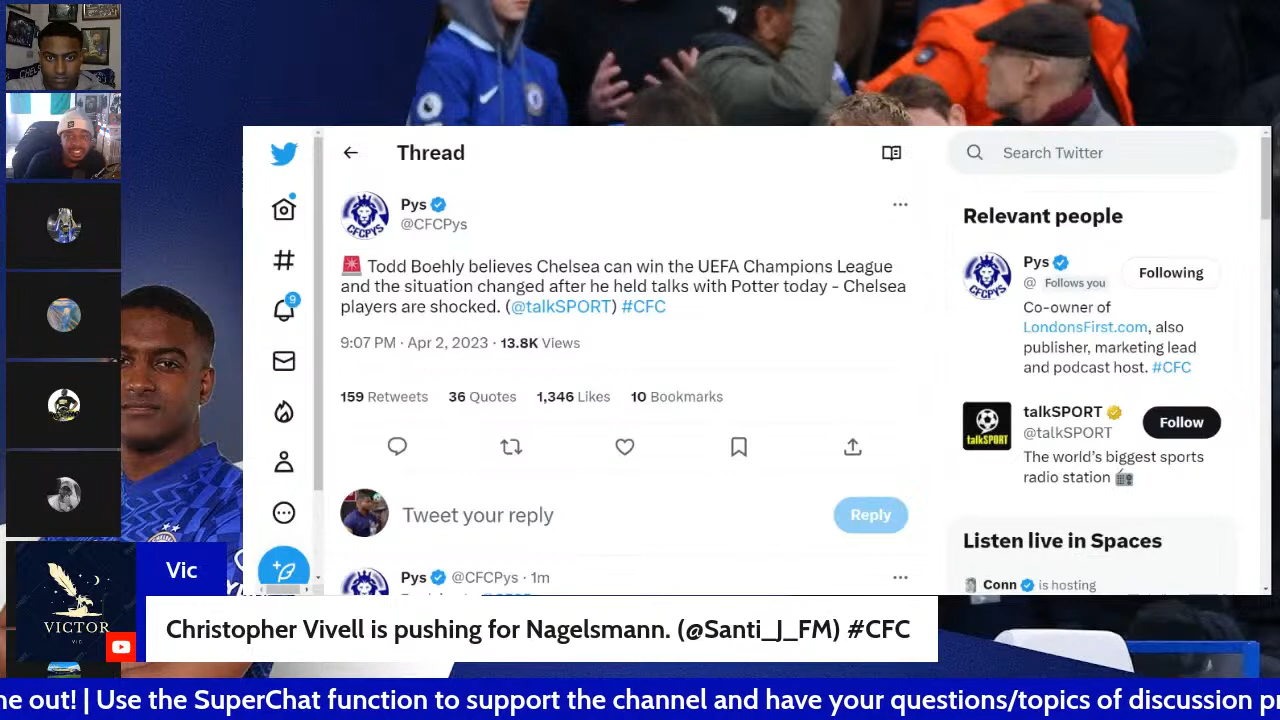 Thread
Search Twitter
Pys
@CFCPys
🚨 Todd Boehly believes Chelsea can win the UEFA Champions League
and the situation changed after he held talks with Potter today - Chelsea
players are shocked. (@talkSPORT) #CFC
9:07 PM · Apr 2, 2023 · 13.8K Views
159 Retweets 36 Quotes 1,346 Likes 10 Bookmarks
9
Tweet your reply
Reply
Pys @CFCPys · 1m
Relevant people
Pys
@ Follows you
Following
Co-owner of
LondonsFirst.com, also
publisher, marketing lead
and podcast host. #CFC
talkSPORT
@talkSPORT
Follow
The world's biggest sports
radio station 📻
Listen live in Spaces
Conn is hosting
CFCPYS
CFCPYS
talkSPORT
VICTOR
VIC
Vic
Christopher Vivell is pushing for Nagelsmann. (@Santi_J_FM) #CFC
ne out! | Use the SuperChat function to support the channel and have your questions/topics of discussion p